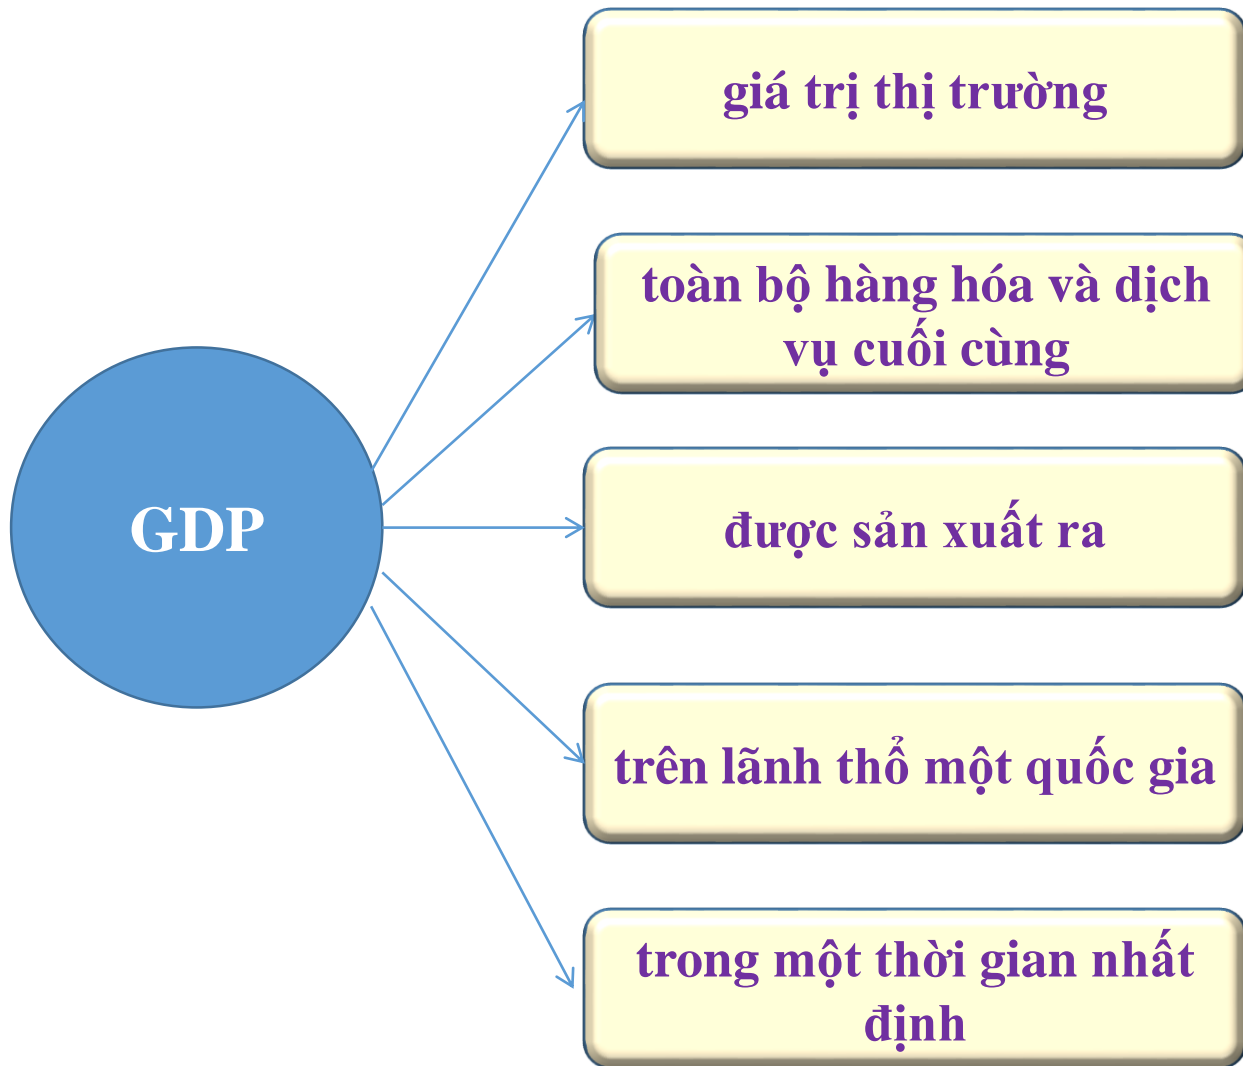 GDP
giá trị thị trường
toàn bộ hàng hóa và dịch
vụ cuối cùng
được sản xuất ra
trên lãnh thổ một quốc gia
trong một thời gian nhất
định